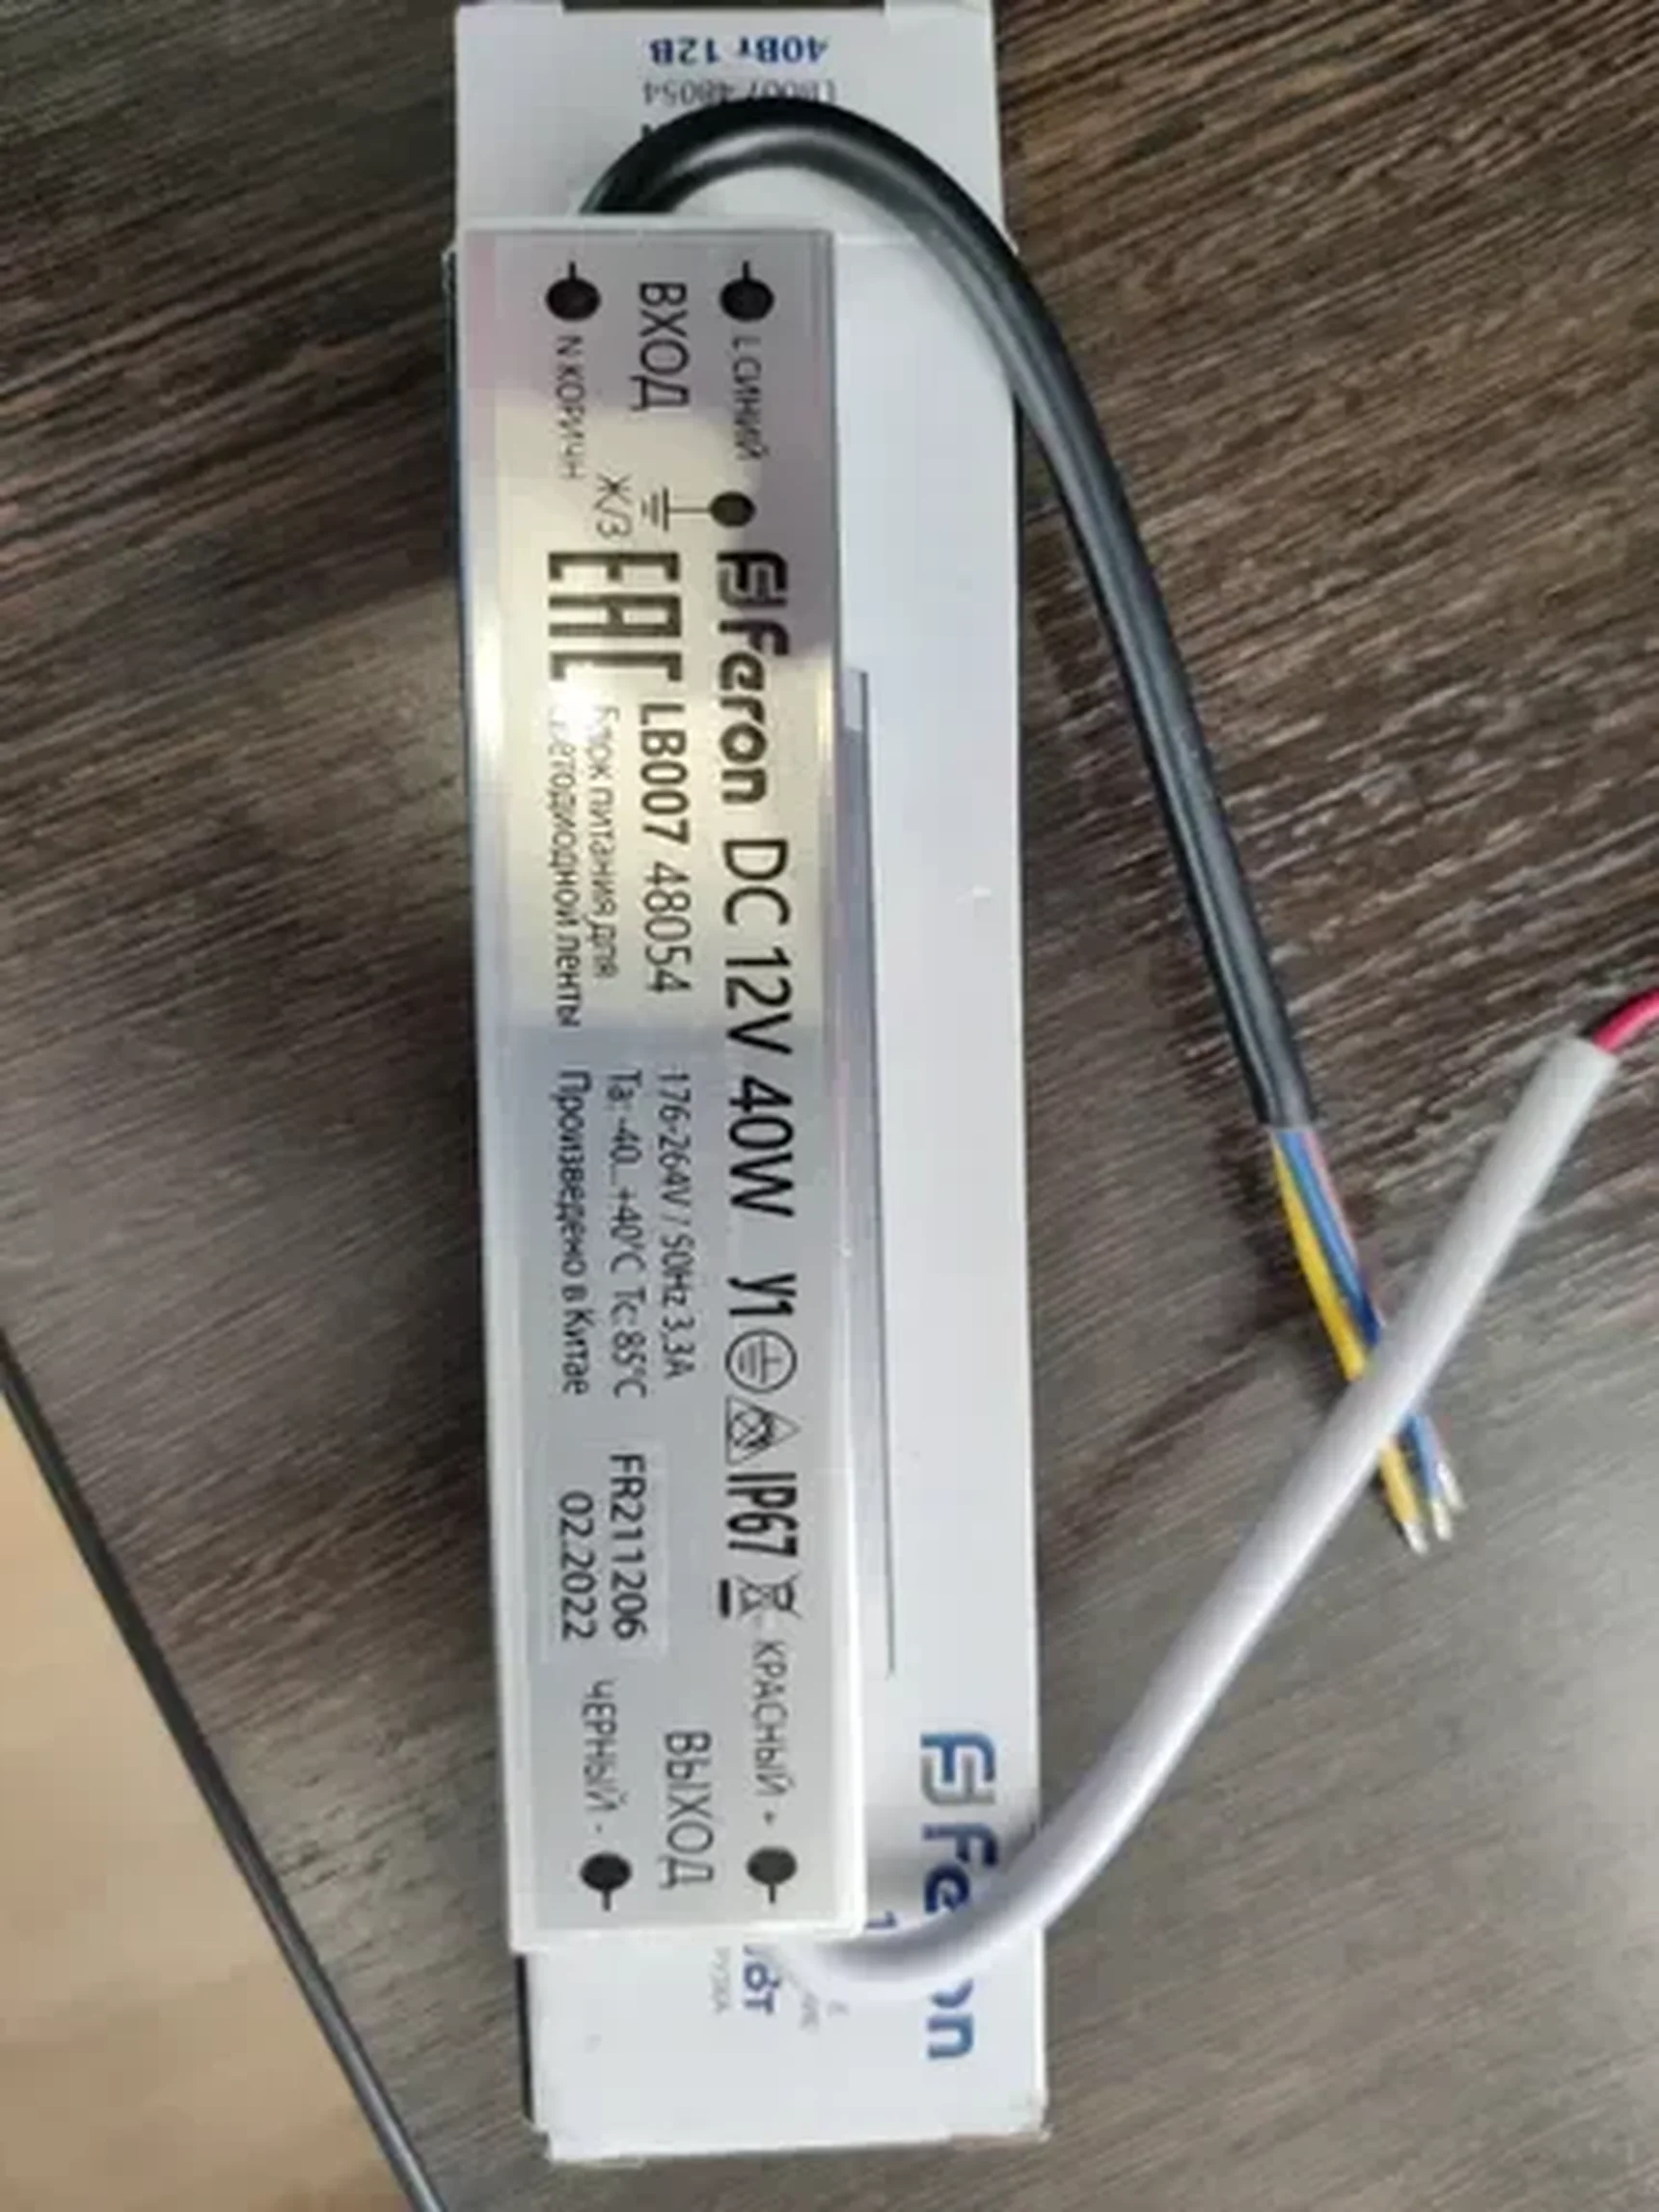 40Вт 12В
LB007 48054
L СИНИЙ
ВХОД
N КОРИЧН
Ж/З
Feron DC 12V 40W У1 IP67
EAC LB007 48054
Блок питания для
светодиодной ленты
176-264V / 50Hz 3,3A
Ta: -40...+40°C Tc: 85°C
Произведено в Китае
FR211206
02.2022
КРАСНЫЙ +
ВЫХОД
ЧЕРНЫЙ -
Feron